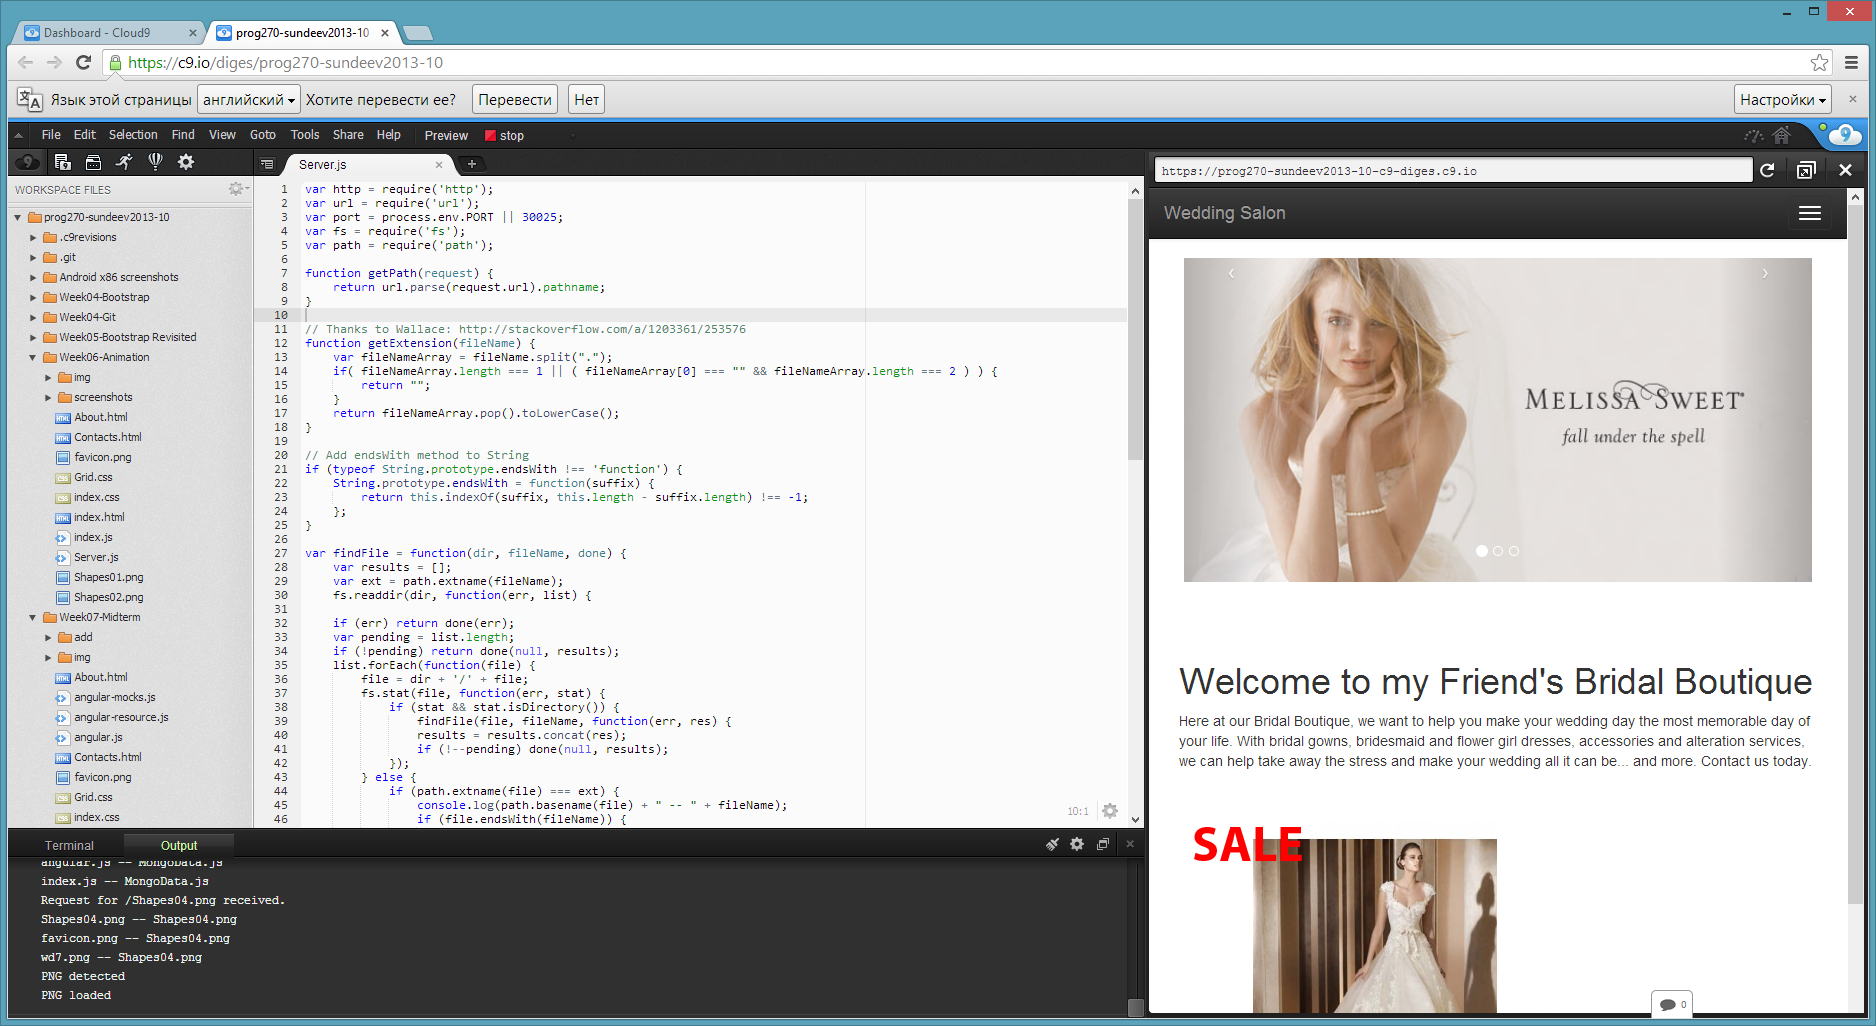 Dashboard - Cloud9
prog270-sundeev2013-10
https://c9.io/diges/prog270-sundeev2013-10
Язык этой страницы английский Хотите перевести ее? Перевести Нет Настройки
File Edit Selection Find View Goto Tools Share Help Preview stop
WORKSPACE FILES
prog270-sundeev2013-10
.c9revisions
.git
Android x86 screenshots
Week04-Bootstrap
Week04-Git
Week05-Bootstrap Revisited
Week06-Animation
img
screenshots
About.html
Contacts.html
favicon.png
Grid.css
index.css
index.html
index.js
Server.js
Shapes01.png
Shapes02.png
Week07-Midterm
add
img
About.html
angular-mocks.js
angular-resource.js
angular.js
Contacts.html
favicon.png
Grid.css
index.css
Server.js
1 var http = require('http');
2 var url = require('url');
3 var port = process.env.PORT || 30025;
4 var fs = require('fs');
5 var path = require('path');
6
7 function getPath(request) {
8 return url.parse(request.url).pathname;
9 }
10
11 // Thanks to Wallace: http://stackoverflow.com/a/1203361/253576
12 function getExtension(fileName) {
13 var fileNameArray = fileName.split(".");
14 if( fileNameArray.length === 1 || ( fileNameArray[0] === "" && fileNameArray.length === 2 ) ) {
15 return "";
16 }
17 return fileNameArray.pop().toLowerCase();
18 }
19
20 // Add endsWith method to String
21 if (typeof String.prototype.endsWith !== 'function') {
22 String.prototype.endsWith = function(suffix) {
23 return this.indexOf(suffix, this.length - suffix.length) !== -1;
24 };
25 }
26
27 var findFile = function(dir, fileName, done) {
28 var results = [];
29 var ext = path.extname(fileName);
30 fs.readdir(dir, function(err, list) {
31
32 if (err) return done(err);
33 var pending = list.length;
34 if (!pending) return done(null, results);
35 list.forEach(function(file) {
36 file = dir + '/' + file;
37 fs.stat(file, function(err, stat) {
38 if (stat && stat.isDirectory()) {
39 findFile(file, fileName, function(err, res) {
40 results = results.concat(res);
41 if (!--pending) done(null, results);
42 });
43 } else {
44 if (path.extname(file) === ext) {
45 console.log(path.basename(file) + " -- " + fileName);
46 if (file.endsWith(fileName)) {
10:1
Terminal Output
angular.js -- MongoData.js
index.js -- MongoData.js
Request for /Shapes04.png received.
Shapes04.png -- Shapes04.png
favicon.png -- Shapes04.png
wd7.png -- Shapes04.png
PNG detected
PNG loaded
https://prog270-sundeev2013-10-c9-diges.c9.io
Wedding Salon
MELISSA SWEET
fall under the spell
Welcome to my Friend's Bridal Boutique
Here at our Bridal Boutique, we want to help you make your wedding day the most memorable day of
your life. With bridal gowns, bridesmaid and flower girl dresses, accessories and alteration services,
we can help take away the stress and make your wedding all it can be... and more. Contact us today.
SALE
0